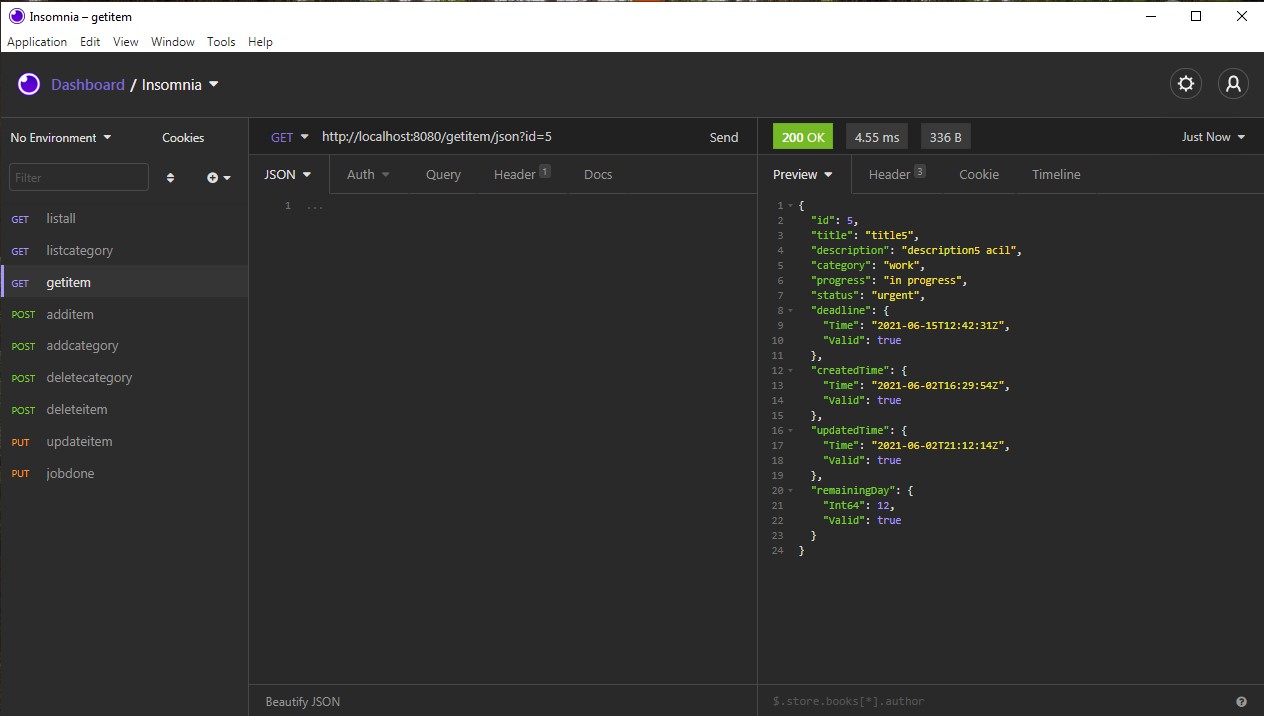 Insomnia – getitem
Application Edit View Window Tools Help
Dashboard / Insomnia
No Environment Cookies
GET http://localhost:8080/getitem/json?id=5 Send
200 OK 4.55 ms 336 B Just Now
Filter
JSON Auth Query Header 1 Docs
Preview Header 3 Cookie Timeline
GET listall
GET listcategory
GET getitem
POST additem
POST addcategory
POST deletecategory
POST deleteitem
PUT updateitem
PUT jobdone
1 ...
1 {
2 "id": 5,
3 "title": "title5",
4 "description": "description5 acil",
5 "category": "work",
6 "progress": "in progress",
7 "status": "urgent",
8 "deadline": {
9 "Time": "2021-06-15T12:42:31Z",
10 "Valid": true
11 },
12 "createdTime": {
13 "Time": "2021-06-02T16:29:54Z",
14 "Valid": true
15 },
16 "updatedTime": {
17 "Time": "2021-06-02T21:12:14Z",
18 "Valid": true
19 },
20 "remainingDay": {
21 "Int64": 12,
22 "Valid": true
23 }
24 }
Beautify JSON
$.store.books[*].author